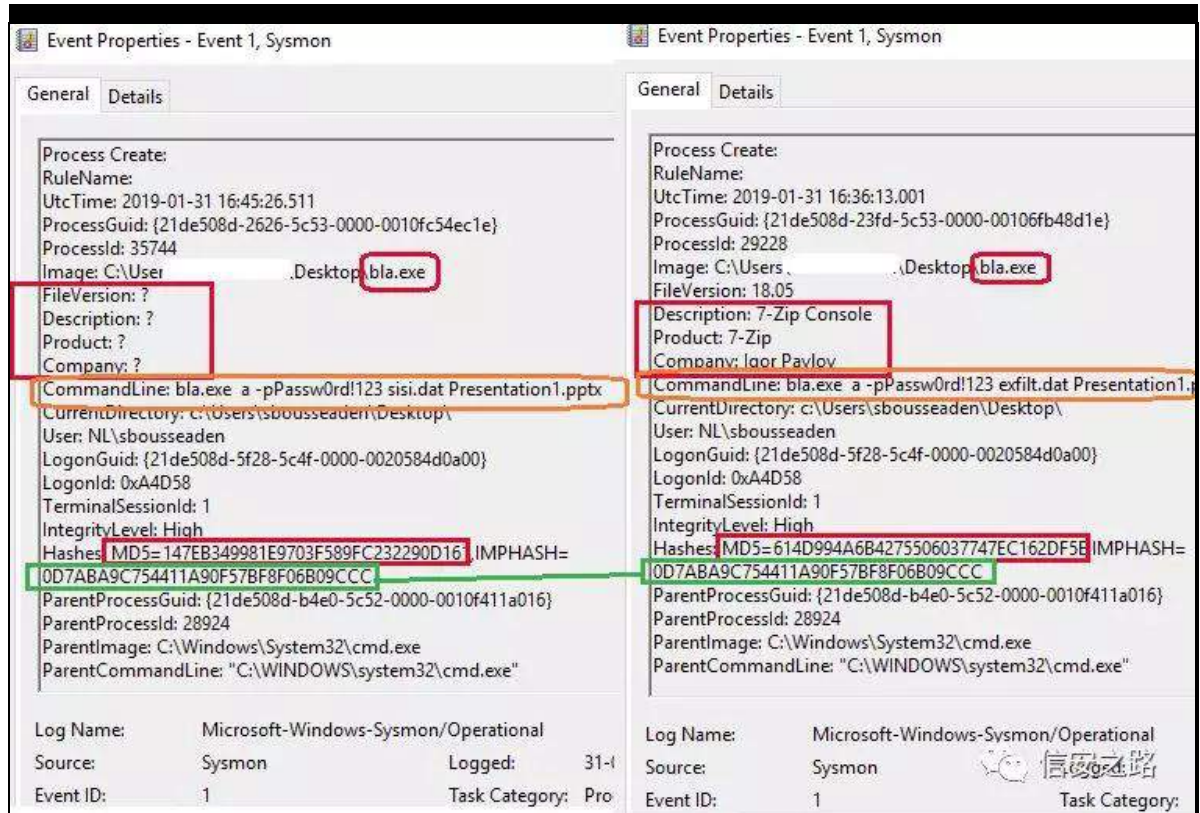 Event Properties - Event 1, Sysmon
General Details
Process Create:
RuleName:
UtcTime: 2019-01-31 16:45:26.511
ProcessGuid: {21de508d-2626-5c53-0000-0010fc54ec1e}
ProcessId: 35744
Image: C:\User .Desktop\bla.exe
FileVersion: ?
Description: ?
Product: ?
Company: ?
CommandLine: bla.exe a -pPassw0rd!123 sisi.dat Presentation1.pptx
CurrentDirectory: c:\Users\sbousseaden\Desktop\
User: NL\sbousseaden
LogonGuid: {21de508d-5f28-5c4f-0000-0020584d0a00}
LogonId: 0xA4D58
TerminalSessionId: 1
IntegrityLevel: High
Hashes: MD5=147EB349981E9703F589FC232290D167,IMPHASH=
0D7ABA9C754411A90F57BF8F06B09CCC
ParentProcessGuid: {21de508d-b4e0-5c52-0000-0010f411a016}
ParentProcessId: 28924
ParentImage: C:\Windows\System32\cmd.exe
ParentCommandLine: "C:\WINDOWS\system32\cmd.exe"
Log Name: Microsoft-Windows-Sysmon/Operational
Source: Sysmon Logged: 31-
Event ID: 1 Task Category: Pro
Event Properties - Event 1, Sysmon
General Details
Process Create:
RuleName:
UtcTime: 2019-01-31 16:36:13.001
ProcessGuid: {21de508d-23fd-5c53-0000-00106fb48d1e}
ProcessId: 29228
Image: C:\Users .\Desktop\bla.exe
FileVersion: 18.05
Description: 7-Zip Console
Product: 7-Zip
Company: Igor Pavlov
CommandLine: bla.exe a -pPassw0rd!123 exfilt.dat Presentation1.p
CurrentDirectory: c:\Users\sbousseaden\Desktop\
User: NL\sbousseaden
LogonGuid: {21de508d-5f28-5c4f-0000-0020584d0a00}
LogonId: 0xA4D58
TerminalSessionId: 1
IntegrityLevel: High
Hashes: MD5=614D994A6B4275506037747EC162DF5B,IMPHASH=
0D7ABA9C754411A90F57BF8F06B09CCC
ParentProcessGuid: {21de508d-b4e0-5c52-0000-0010f411a016}
ParentProcessId: 28924
ParentImage: C:\Windows\System32\cmd.exe
ParentCommandLine: "C:\WINDOWS\system32\cmd.exe"
Log Name: Microsoft-Windows-Sysmon/Operational
Source: Sysmon Logged:
Event ID: 1 Task Category:
信安之路